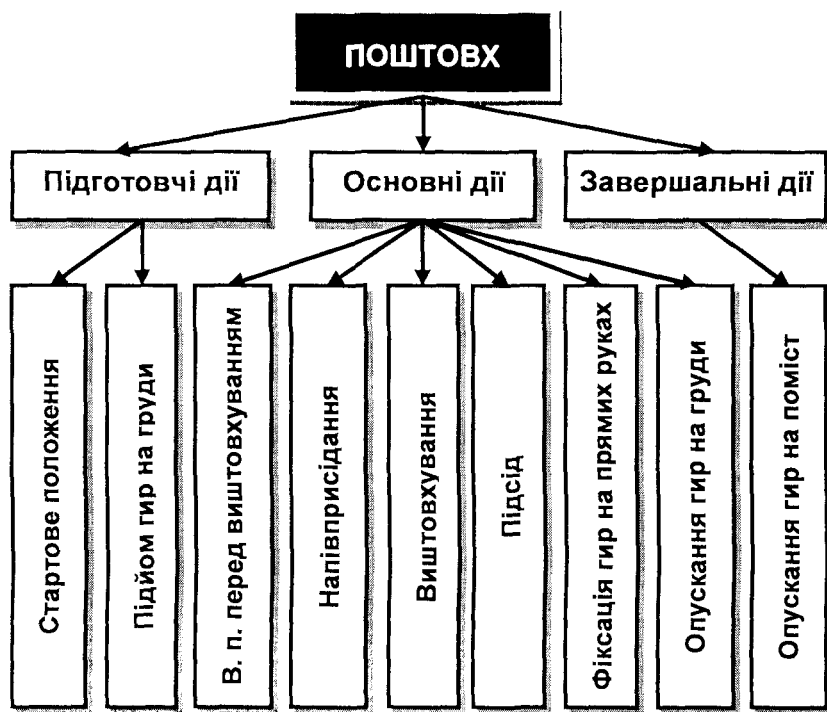 ПОШТОВХ
Підготовчі дії
Основні дії
Завершальні дії
Стартове положення
Підйом гир на груди
В. п. перед виштовхуванням
Напівприсідання
Виштовхування
Підсід
Фіксація гир на прямих руках
Опускання гир на груди
Опускання гир на поміст